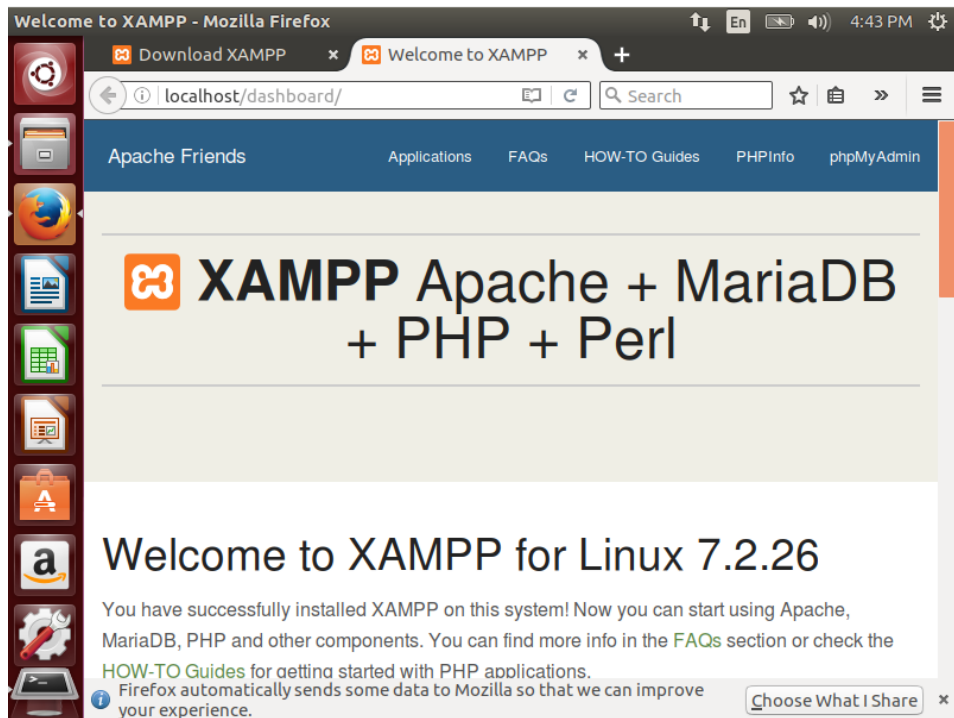 Welcome to XAMPP - Mozilla Firefox
En
4:43 PM
Download XAMPP
Welcome to XAMPP
localhost/dashboard/
Search
Apache Friends
Applications
FAQs
HOW-TO Guides
PHPInfo
phpMyAdmin
XAMPP Apache + MariaDB
+ PHP + Perl
Welcome to XAMPP for Linux 7.2.26
You have successfully installed XAMPP on this system! Now you can start using Apache,
MariaDB, PHP and other components. You can find more info in the FAQs section or check the
HOW-TO Guides for getting started with PHP applications.
Firefox automatically sends some data to Mozilla so that we can improve
your experience.
Choose What I Share